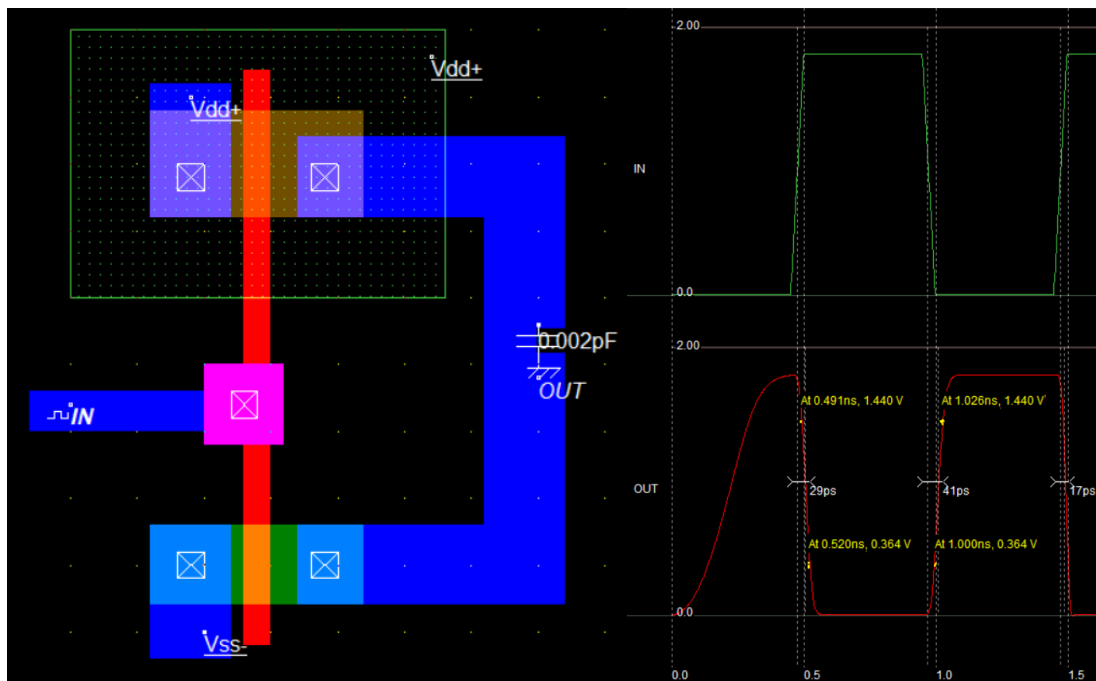 Vdd+
Vdd+
0.002pF
OUT
IN
Vss-
2.00
IN
0.0
2.00
At 0.491ns, 1.440 V
At 1.026ns, 1.440 V
OUT
29ps
41ps
17ps
At 0.520ns, 0.364 V
At 1.000ns, 0.364 V
0.0
0.0
0.5
1.0
1.5